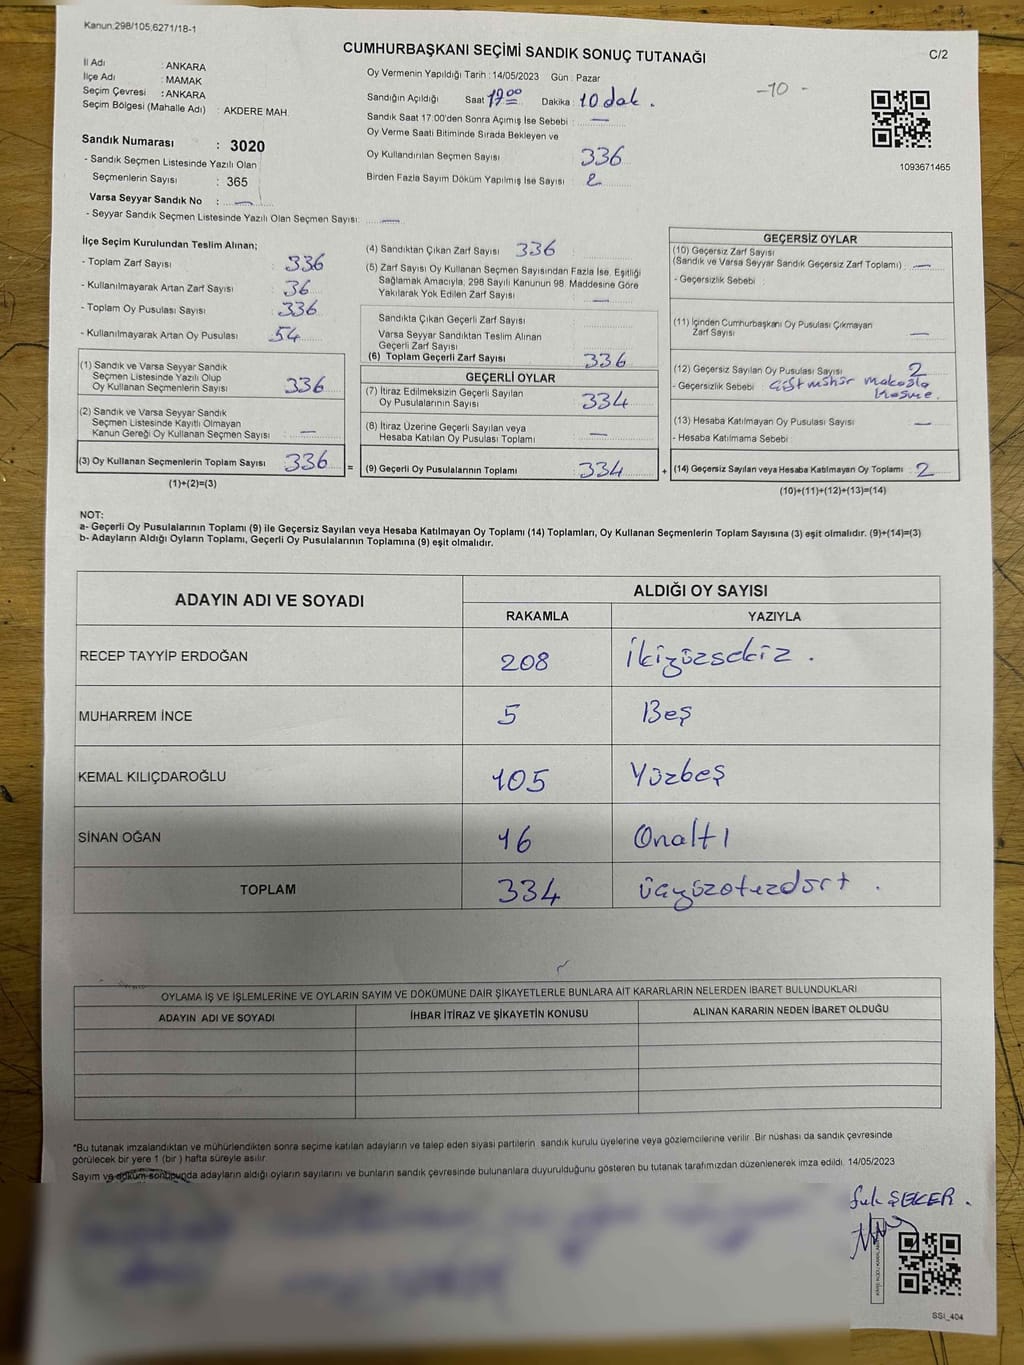 Kanun,298/105,6271/18-1
CUMHURBAŞKANI SEÇİMİ SANDIK SONUÇ TUTANAĞI
C/2
İl Adı : ANKARA
İlçe Adı : MAMAK
Seçim Çevresi : ANKARA
Seçim Bölgesi (Mahalle Adı) : AKDERE MAH.
Oy Vermenin Yapıldığı Tarih : 14/05/2023 Gün : Pazar
Sandığın Açıldığı Saat 17:00 Dakika : 10 dak.
-10-
Sandık Saat 17:00'den Sonra Açımış İse Sebebi : —
Oy Verme Saati Bitiminde Sırada Bekleyen ve
Oy Kullandırılan Seçmen Sayısı 336
Birden Fazla Sayım Döküm Yapılmış İse Sayısı : 2
1093671465
Sandık Numarası : 3020
- Sandık Seçmen Listesinde Yazılı Olan
Seçmenlerin Sayısı : 365
Varsa Seyyar Sandık No : —
- Seyyar Sandık Seçmen Listesinde Yazılı Olan Seçmen Sayısı: —
İlçe Seçim Kurulundan Teslim Alınan;
- Toplam Zarf Sayısı 336
- Kullanılmayarak Artan Zarf Sayısı 36
- Toplam Oy Pusulası Sayısı 336
- Kullanılmayarak Artan Oy Pusulası 54
(1) Sandık ve Varsa Seyyar Sandık
Seçmen Listesinde Yazılı Olup
Oy Kullanan Seçmenlerin Sayısı 336
(2) Sandık ve Varsa Seyyar Sandık
Seçmen Listesinde Kayıtlı Olmayan
Kanun Gereği Oy Kullanan Seçmen Sayısı —
(3) Oy Kullanan Seçmenlerin Toplam Sayısı 336 =
(1)+(2)=(3)
(4) Sandıktan Çıkan Zarf Sayısı 336
(5) Zarf Sayısı Oy Kullanan Seçmen Sayısından Fazla İse, Eşitliği
Sağlamak Amacıyla, 298 Sayılı Kanunun 98. Maddesine Göre
Yakılarak Yok Edilen Zarf Sayısı —
Sandıkta Çıkan Geçerli Zarf Sayısı
Varsa Seyyar Sandıktan Teslim Alınan
Geçerli Zarf Sayısı
(6) Toplam Geçerli Zarf Sayısı 336
GEÇERLİ OYLAR
(7) İtiraz Edilmeksizin Geçerli Sayılan
Oy Pusulalarının Sayısı 334
(8) İtiraz Üzerine Geçerli Sayılan veya
Hesaba Katılan Oy Pusulası Toplamı —
(9) Geçerli Oy Pusulalarının Toplamı 334 +
GEÇERSİZ OYLAR
(10) Geçersiz Zarf Sayısı
(Sandık ve Varsa Seyyar Sandık Geçersiz Zarf Toplamı) : —
- Geçersizlik Sebebi :
(11) İçinden Cumhurbaşkanı Oy Pusulası Çıkmayan
Zarf Sayısı —
(12) Geçersiz Sayılan Oy Pusulası Sayısı 2
- Geçersizlik Sebebi Çift mühür
(13) Hesaba Katılmayan Oy Pusulası Sayısı —
- Hesaba Katılmama Sebebi :
(14) Geçersiz Sayılan veya Hesaba Katılmayan Oy Toplamı : 2
(10)+(11)+(12)+(13)=(14)
NOT:
a- Geçerli Oy Pusulalarının Toplamı (9) ile Geçersiz Sayılan veya Hesaba Katılmayan Oy Toplamı (14) Toplamları, Oy Kullanan Seçmenlerin Toplam Sayısına (3) eşit olmalıdır. (9)+(14)=(3)
b- Adayların Aldığı Oyların Toplamı, Geçerli Oy Pusulalarının Toplamına (9) eşit olmalıdır.
ADAYIN ADI VE SOYADI
ALDIĞI OY SAYISI
RAKAMLA YAZIYLA
RECEP TAYYİP ERDOĞAN 208 İkiyüzsekiz.
MUHARREM İNCE 5 Beş
KEMAL KILIÇDAROĞLU 105 Yüzbeş
SİNAN OĞAN 16 Onaltı
TOPLAM 334 üçyüzotuzdört.
OYLAMA İŞ VE İŞLEMLERİNE VE OYLARIN SAYIM VE DÖKÜMÜNE DAİR ŞİKAYETLERLE BUNLARA AİT KARARLARIN NELERDEN İBARET BULUNDUKLARI
ADAYIN ADI VE SOYADI İHBAR İTİRAZ VE ŞİKAYETİN KONUSU ALINAN KARARIN NEDEN İBARET OLDUĞU
*Bu tutanak imzalandıktan ve mühürlendikten sonra seçime katılan adayların ve talep eden siyasi partilerin sandık kurulu üyelerine veya gözlemcilerine verilir. Bir nüshası da sandık çevresinde
görülecek bir yere 1 (bir) hafta süreyle asılır.
Sayım ve döküm sonucunda adayların aldığı oyların sayılarını ve bunların sandık çevresinde bulunanlara duyurulduğunu gösteren bu tutanak tarafımızdan düzenlenerek imza edildi. 14/05/2023
ŞEKER.
SSİ_404